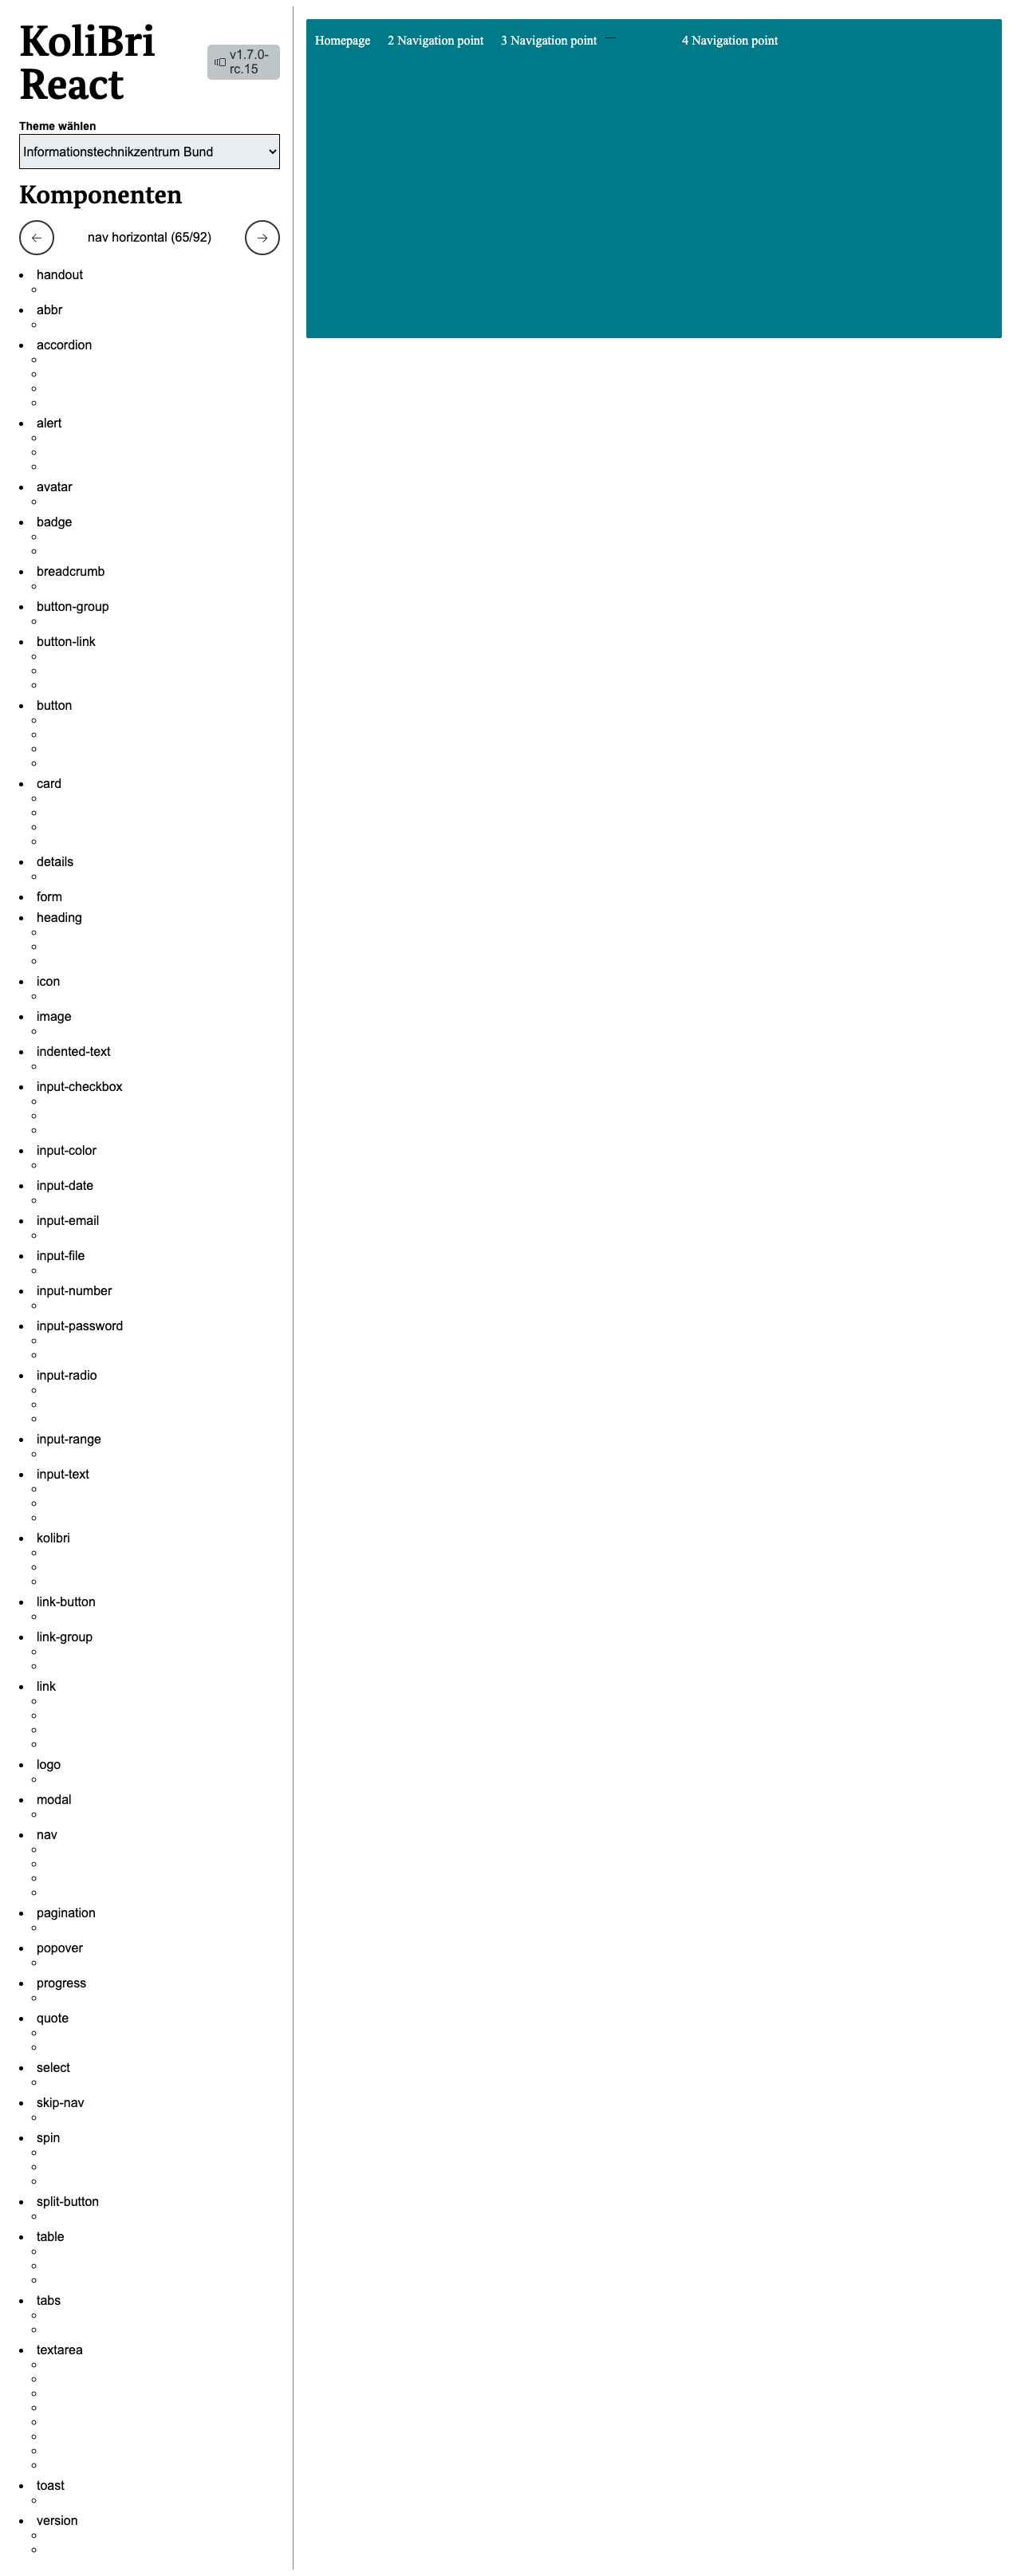 KoliBri
React
v1.7.0-
rc.15
Theme wählen
Informationstechnikzentrum Bund
Komponenten
nav horizontal (65/92)
handout
abbr
accordion
alert
avatar
badge
breadcrumb
button-group
button-link
button
card
details
form
heading
icon
image
indented-text
input-checkbox
input-color
input-date
input-email
input-file
input-number
input-password
input-radio
input-range
input-text
kolibri
link-button
link-group
link
logo
modal
nav
pagination
popover
progress
quote
select
skip-nav
spin
split-button
table
tabs
textarea
toast
version
Homepage 2 Navigation point 3 Navigation point 4 Navigation point